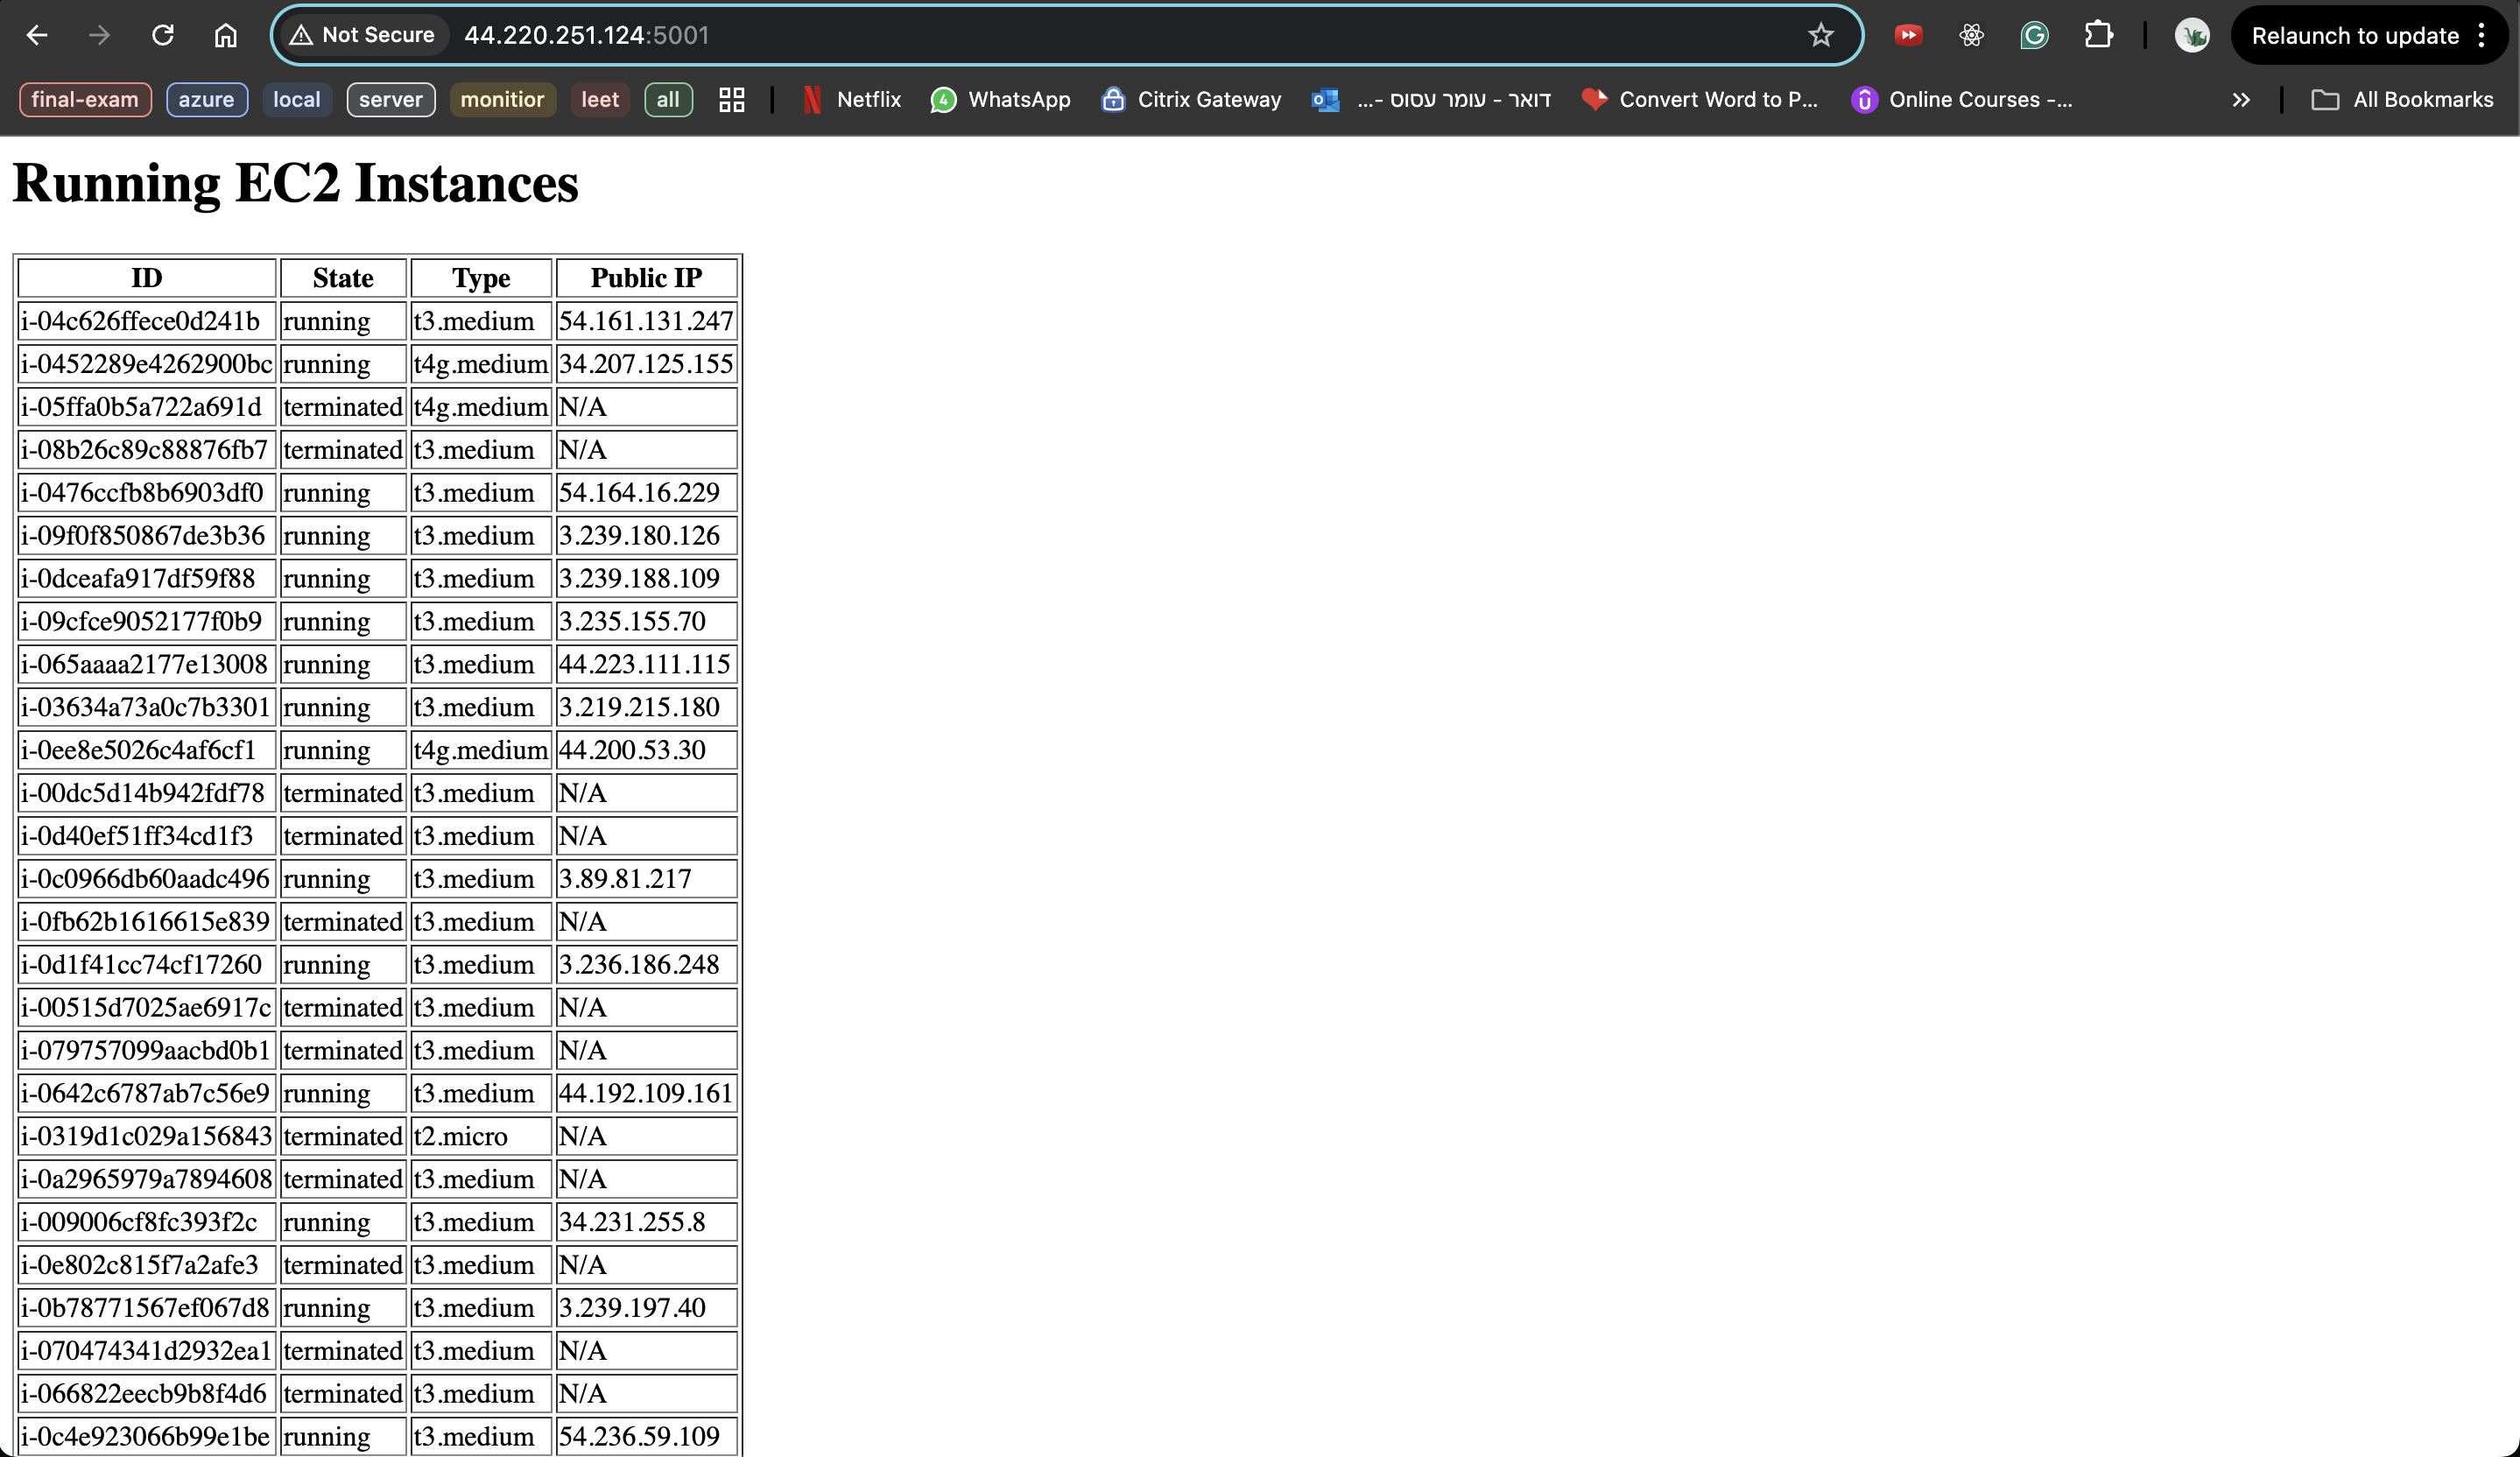 Not Secure 44.220.251.124:5001 Relaunch to update
final-exam azure local server monitior leet all Netflix 4 WhatsApp Citrix Gateway דואר - עומר עסוס -... Convert Word to P... Online Courses -... All Bookmarks
Running EC2 Instances
ID State Type Public IP
i-04c626ffece0d241b running t3.medium 54.161.131.247
i-0452289e4262900bc running t4g.medium 34.207.125.155
i-05ffa0b5a722a691d terminated t4g.medium N/A
i-08b26c89c88876fb7 terminated t3.medium N/A
i-0476ccfb8b6903df0 running t3.medium 54.164.16.229
i-09f0f850867de3b36 running t3.medium 3.239.180.126
i-0dceafa917df59f88 running t3.medium 3.239.188.109
i-09cfce9052177f0b9 running t3.medium 3.235.155.70
i-065aaaa2177e13008 running t3.medium 44.223.111.115
i-03634a73a0c7b3301 running t3.medium 3.219.215.180
i-0ee8e5026c4af6cf1 running t4g.medium 44.200.53.30
i-00dc5d14b942fdf78 terminated t3.medium N/A
i-0d40ef51ff34cd1f3 terminated t3.medium N/A
i-0c0966db60aadc496 running t3.medium 3.89.81.217
i-0fb62b1616615e839 terminated t3.medium N/A
i-0d1f41cc74cf17260 running t3.medium 3.236.186.248
i-00515d7025ae6917c terminated t3.medium N/A
i-079757099aacbd0b1 terminated t3.medium N/A
i-0642c6787ab7c56e9 running t3.medium 44.192.109.161
i-0319d1c029a156843 terminated t2.micro N/A
i-0a2965979a7894608 terminated t3.medium N/A
i-009006cf8fc393f2c running t3.medium 34.231.255.8
i-0e802c815f7a2afe3 terminated t3.medium N/A
i-0b78771567ef067d8 running t3.medium 3.239.197.40
i-070474341d2932ea1 terminated t3.medium N/A
i-066822eecb9b8f4d6 terminated t3.medium N/A
i-0c4e923066b99e1be running t3.medium 54.236.59.109